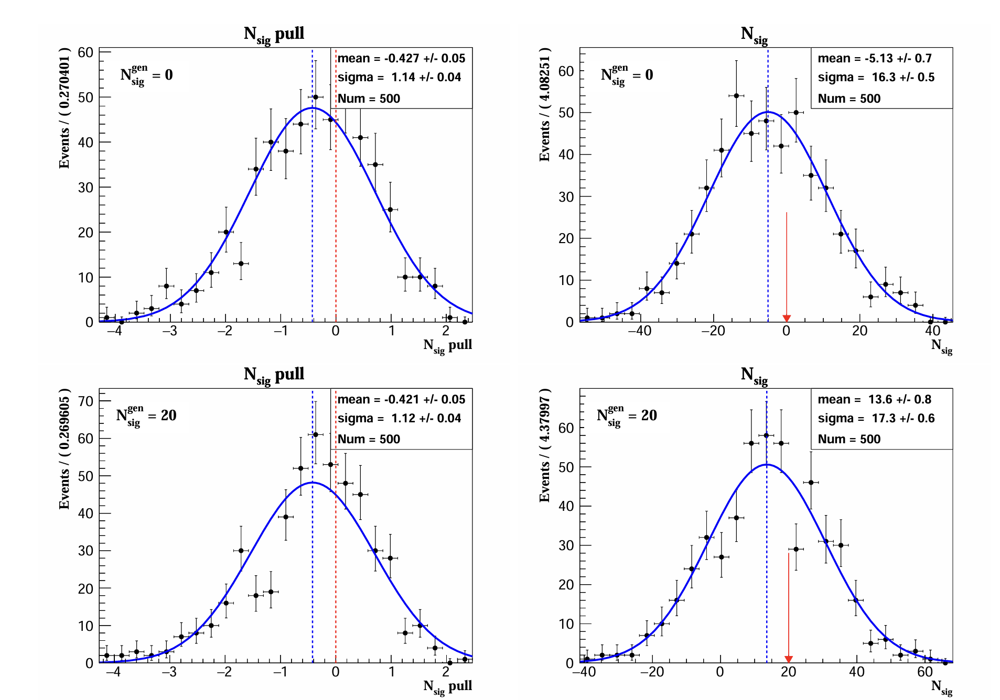 N_sig pull
Events / ( 0.270401 )
N_sig^gen = 0
mean = -0.427 +/- 0.05
sigma = 1.14 +/- 0.04
Num = 500
60
50
40
30
20
10
0
−4 −3 −2 −1 0 1 2
N_sig pull
N_sig
Events / ( 4.08251 )
N_sig^gen = 0
mean = -5.13 +/- 0.7
sigma = 16.3 +/- 0.5
Num = 500
60
50
40
30
20
10
0
−40 −20 0 20 40
N_sig
N_sig pull
Events / ( 0.269605 )
N_sig^gen = 20
mean = -0.421 +/- 0.05
sigma = 1.12 +/- 0.04
Num = 500
70
60
50
40
30
20
10
0
−4 −3 −2 −1 0 1 2
N_sig pull
N_sig
Events / ( 4.37997 )
N_sig^gen = 20
mean = 13.6 +/- 0.8
sigma = 17.3 +/- 0.6
Num = 500
60
50
40
30
20
10
0
−40 −20 0 20 40 60
N_sig